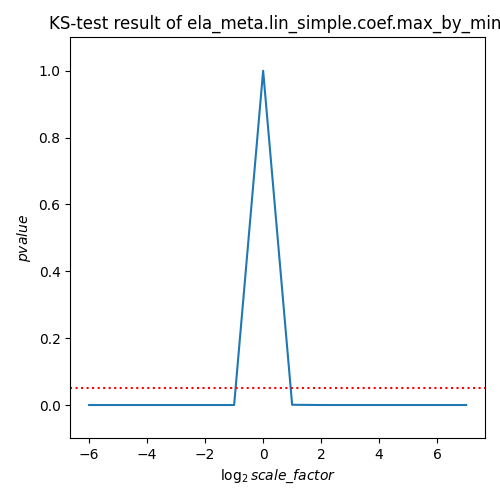 KS-test result of ela_meta.lin_simple.coef.max_by_min
1.0
0.8
0.6
0.4
0.2
0.0
pvalue
−6 −4 −2 0 2 4 6
log₂ scale_factor